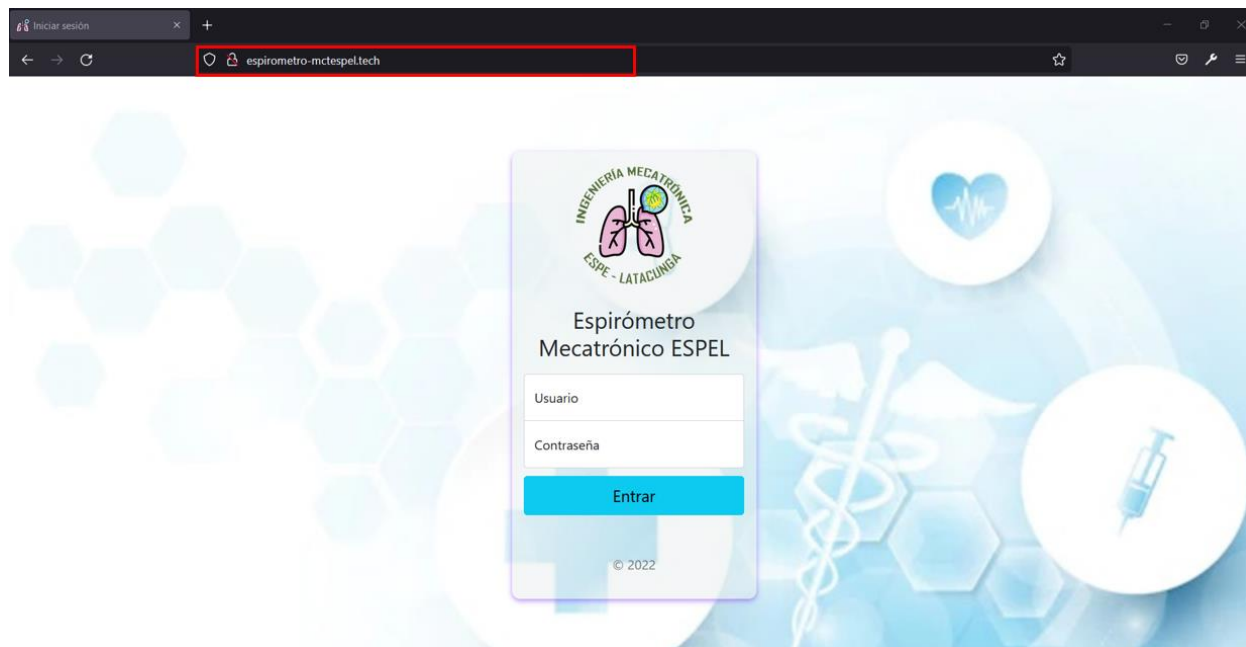 Iniciar sesión
espirometro-mctespel.tech
INGENIERÍA MECATRÓNICA
ESPE - LATACUNGA
Espirómetro
Mecatrónico ESPEL
Usuario
Contraseña
Entrar
© 2022